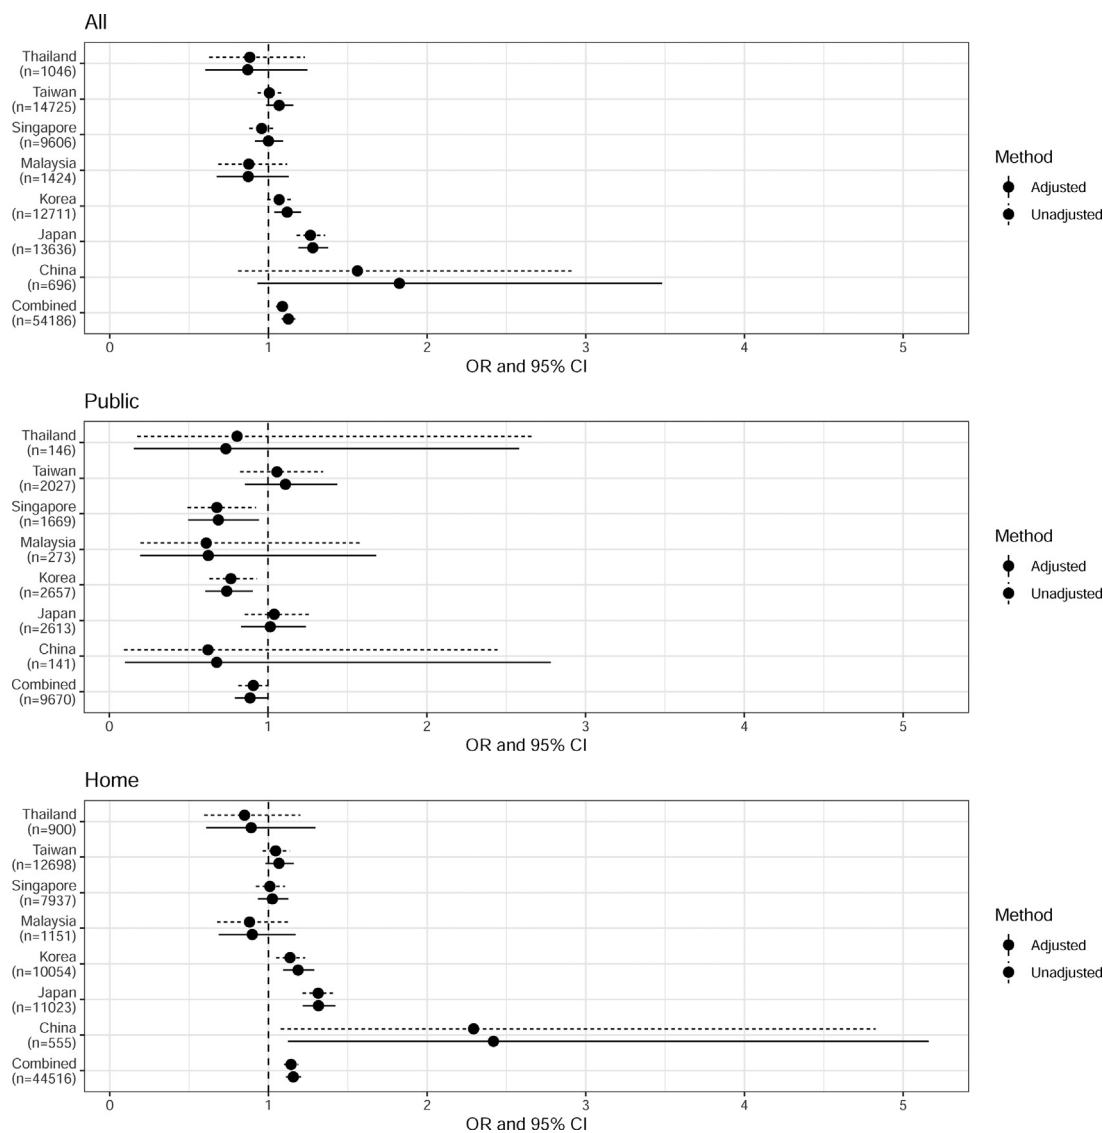 All
Thailand
(n=1046)
Taiwan
(n=14725)
Singapore
(n=9606)
Malaysia
(n=1424)
Korea
(n=12711)
Japan
(n=13636)
China
(n=696)
Combined
(n=54186)
0 1 2 3 4 5
OR and 95% CI
Method
Adjusted
Unadjusted
Public
Thailand
(n=146)
Taiwan
(n=2027)
Singapore
(n=1669)
Malaysia
(n=273)
Korea
(n=2657)
Japan
(n=2613)
China
(n=141)
Combined
(n=9670)
0 1 2 3 4 5
OR and 95% CI
Method
Adjusted
Unadjusted
Home
Thailand
(n=900)
Taiwan
(n=12698)
Singapore
(n=7937)
Malaysia
(n=1151)
Korea
(n=10054)
Japan
(n=11023)
China
(n=555)
Combined
(n=44516)
0 1 2 3 4 5
OR and 95% CI
Method
Adjusted
Unadjusted